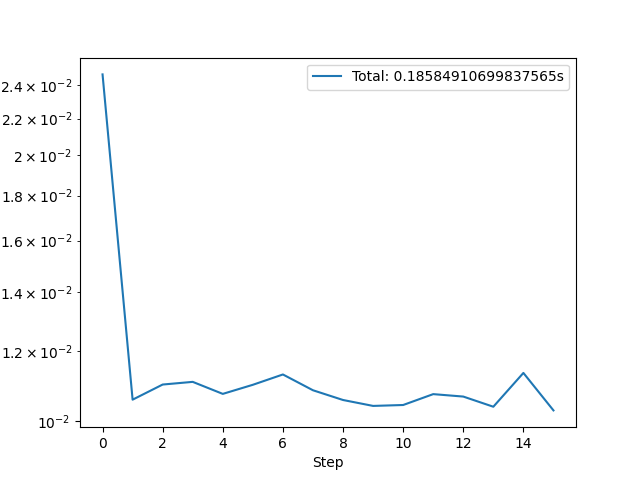 Total: 0.18584910699837565s
2.4 × 10⁻²
2.2 × 10⁻²
2 × 10⁻²
1.8 × 10⁻²
1.6 × 10⁻²
1.4 × 10⁻²
1.2 × 10⁻²
10⁻²
0 2 4 6 8 10 12 14
Step